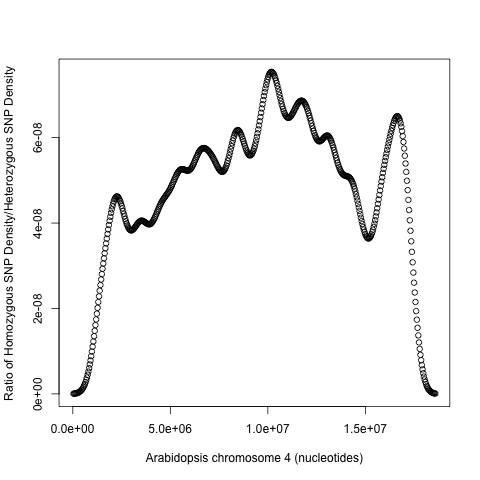 Ratio of Homozygous SNP Density/Heterozygous SNP Density
6e-08
4e-08
2e-08
0e+00
0.0e+00 5.0e+06 1.0e+07 1.5e+07
Arabidopsis chromosome 4 (nucleotides)